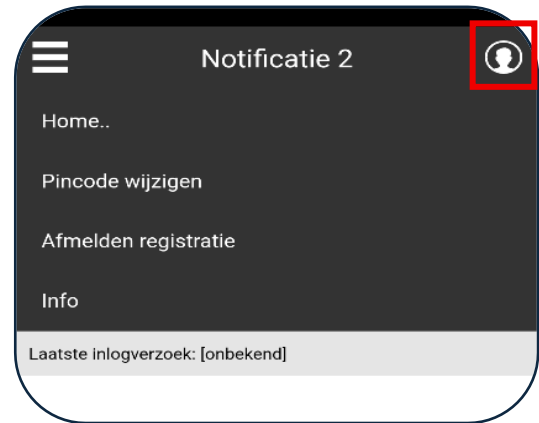 Notificatie 2
Home..
Pincode wijzigen
Afmelden registratie
Info
Laatste inlogverzoek: [onbekend]